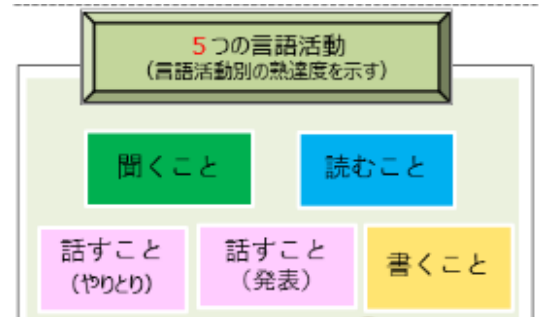 5つの言語活動
(言語活動別の熟達度を示す)
聞くこと
読むこと
話すこと
(やりとり)
話すこと
(発表)
書くこと